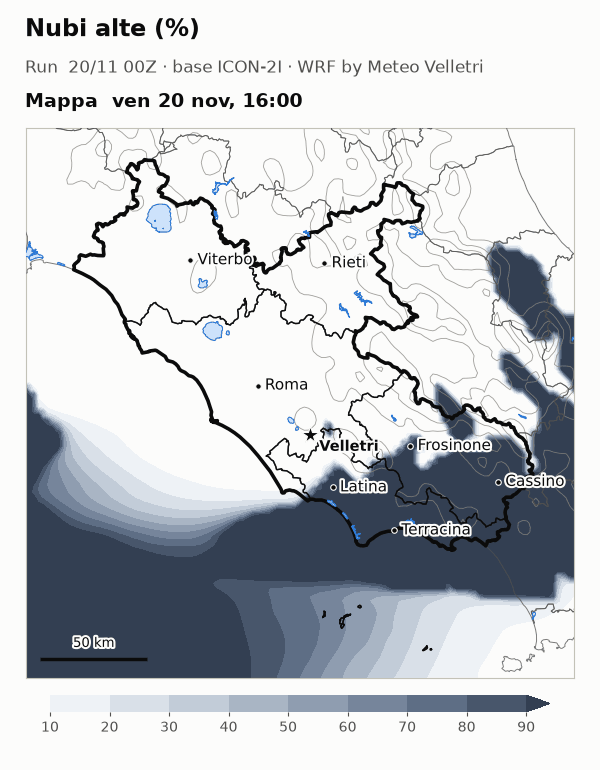 Nubi alte (%)
Run 20/11 00Z · base ICON-2I · WRF by Meteo Velletri
Mappa ven 20 nov, 16:00
Viterbo
Rieti
Roma
Velletri
Frosinone
Latina
Cassino
Terracina
50 km
10 20 30 40 50 60 70 80 90